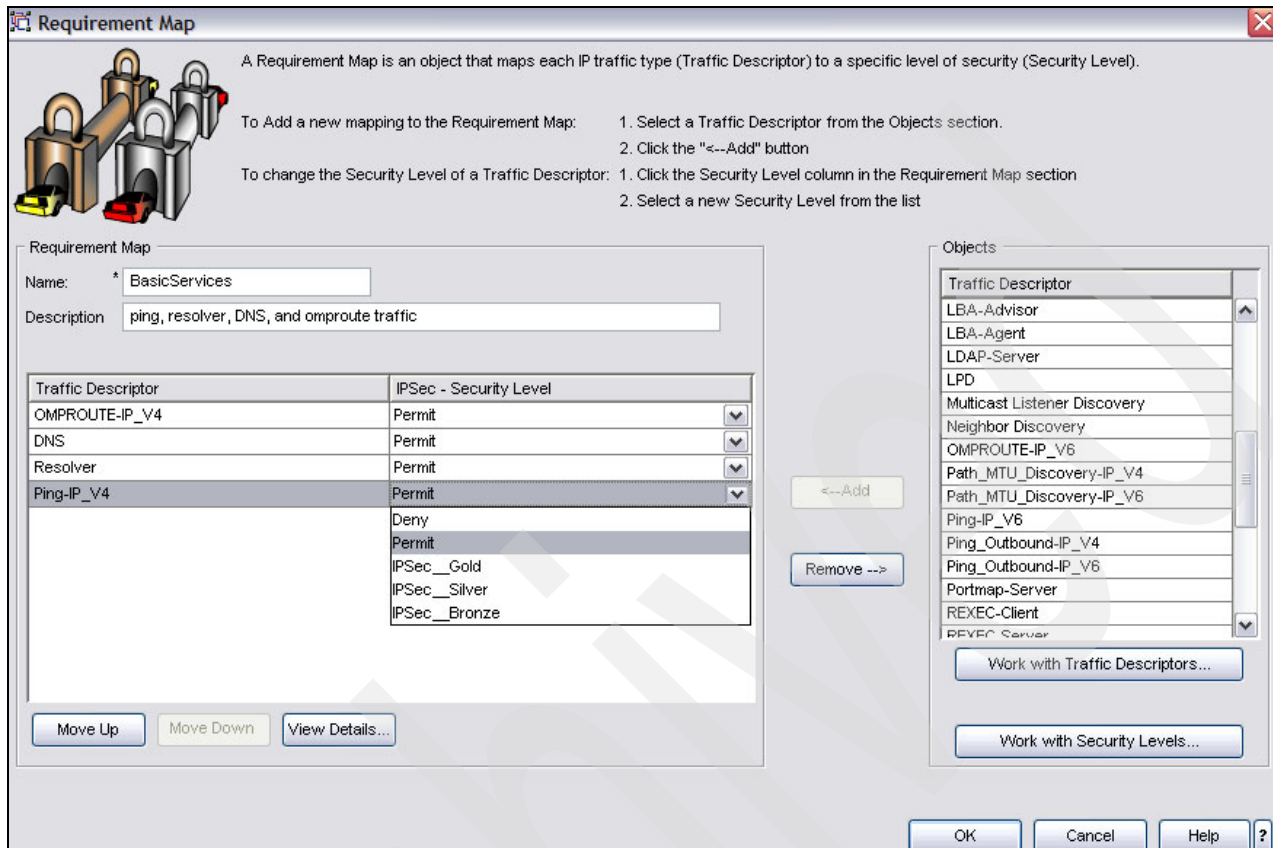 Requirement Map
A Requirement Map is an object that maps each IP traffic type (Traffic Descriptor) to a specific level of security (Security Level).
To Add a new mapping to the Requirement Map: 1. Select a Traffic Descriptor from the Objects section.
2. Click the "<--Add" button
To change the Security Level of a Traffic Descriptor: 1. Click the Security Level column in the Requirement Map section
2. Select a new Security Level from the list
Requirement Map
Name: * BasicServices
Description ping, resolver, DNS, and omproute traffic
Traffic Descriptor IPSec - Security Level
OMPROUTE-IP_V4 Permit
DNS Permit
Resolver Permit
Ping-IP_V4 Permit
Deny
Permit
IPSec__Gold
IPSec__Silver
IPSec__Bronze
Move Up Move Down View Details...
<--Add
Remove -->
Objects
Traffic Descriptor
LBA-Advisor
LBA-Agent
LDAP-Server
LPD
Multicast Listener Discovery
Neighbor Discovery
OMPROUTE-IP_V6
Path_MTU_Discovery-IP_V4
Path_MTU_Discovery-IP_V6
Ping-IP_V6
Ping_Outbound-IP_V4
Ping_Outbound-IP_V6
Portmap-Server
REXEC-Client
REXEC Server
Work with Traffic Descriptors...
Work with Security Levels...
OK Cancel Help ?